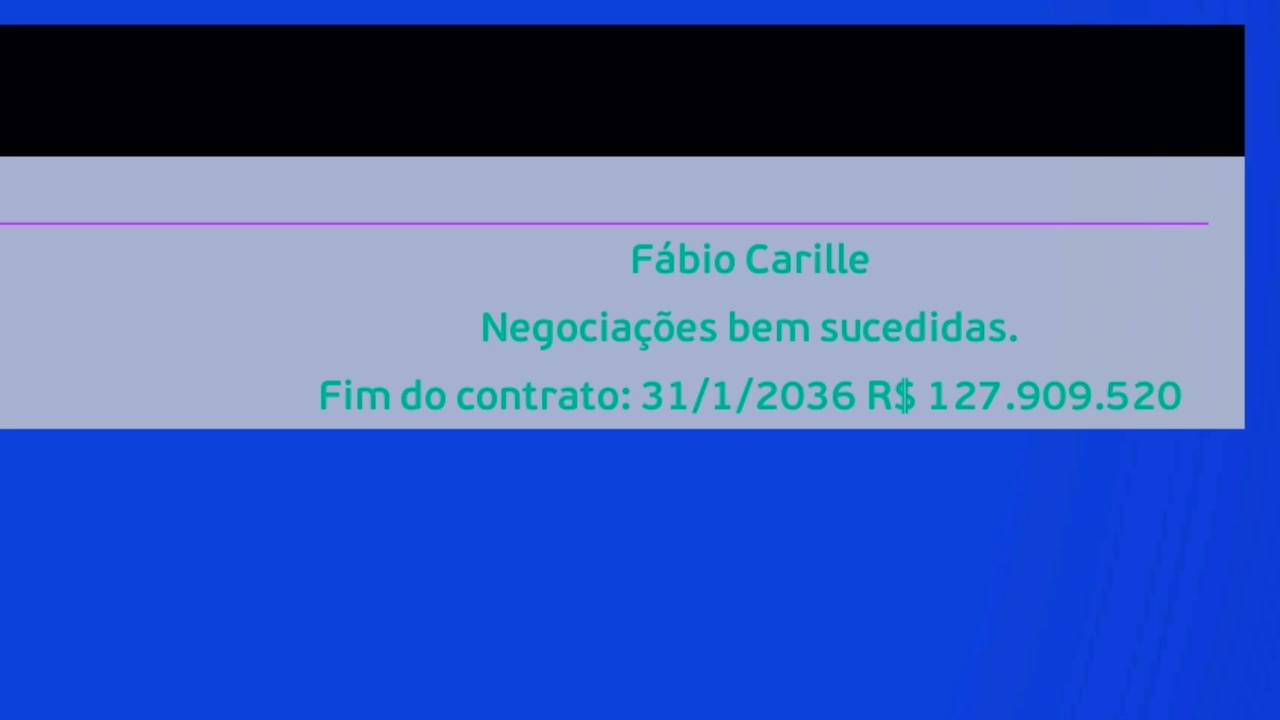 Fábio Carille
Negociações bem sucedidas.
Fim do contrato: 31/1/2036 R$ 127.909.520